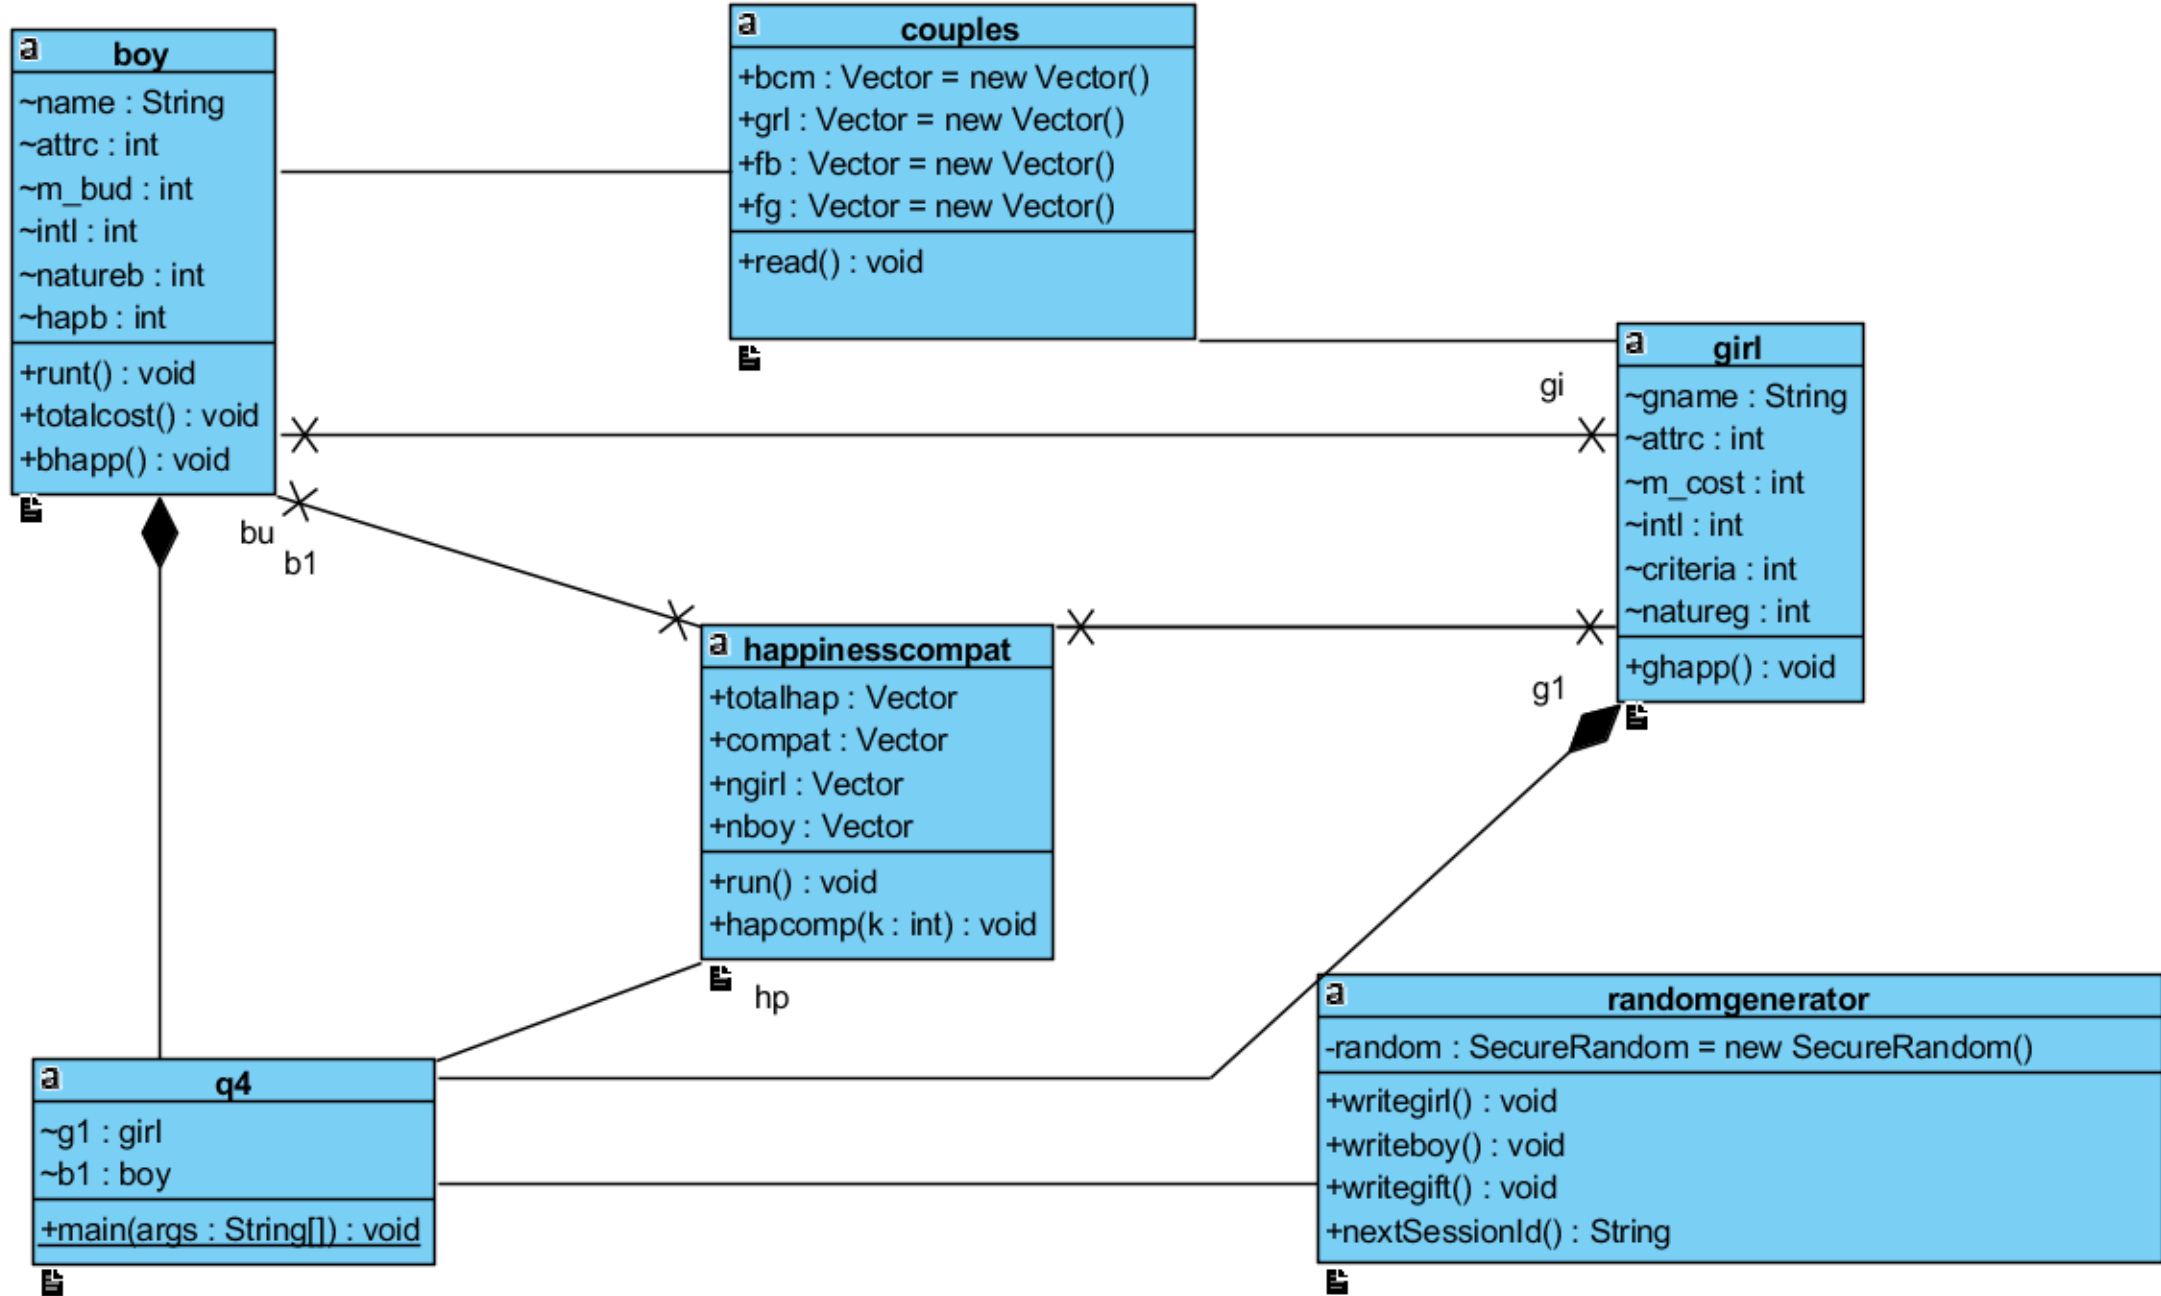 boy
~name : String
~attrc : int
~m_bud : int
~intl : int
~natureb : int
~hapb : int
+runt() : void
+totalcost() : void
+bhapp() : void
couples
+bcm : Vector = new Vector()
+grl : Vector = new Vector()
+fb : Vector = new Vector()
+fg : Vector = new Vector()
+read() : void
girl
~gname : String
~attrc : int
~m_cost : int
~intl : int
~criteria : int
~natureg : int
+ghapp() : void
gi
bu
b1
g1
happinesscompat
+totalhap : Vector
+compat : Vector
+ngirl : Vector
+nboy : Vector
+run() : void
+hapcomp(k : int) : void
hp
q4
~g1 : girl
~b1 : boy
+main(args : String[]) : void
randomgenerator
-random : SecureRandom = new SecureRandom()
+writegirl() : void
+writeboy() : void
+writegift() : void
+nextSessionId() : String